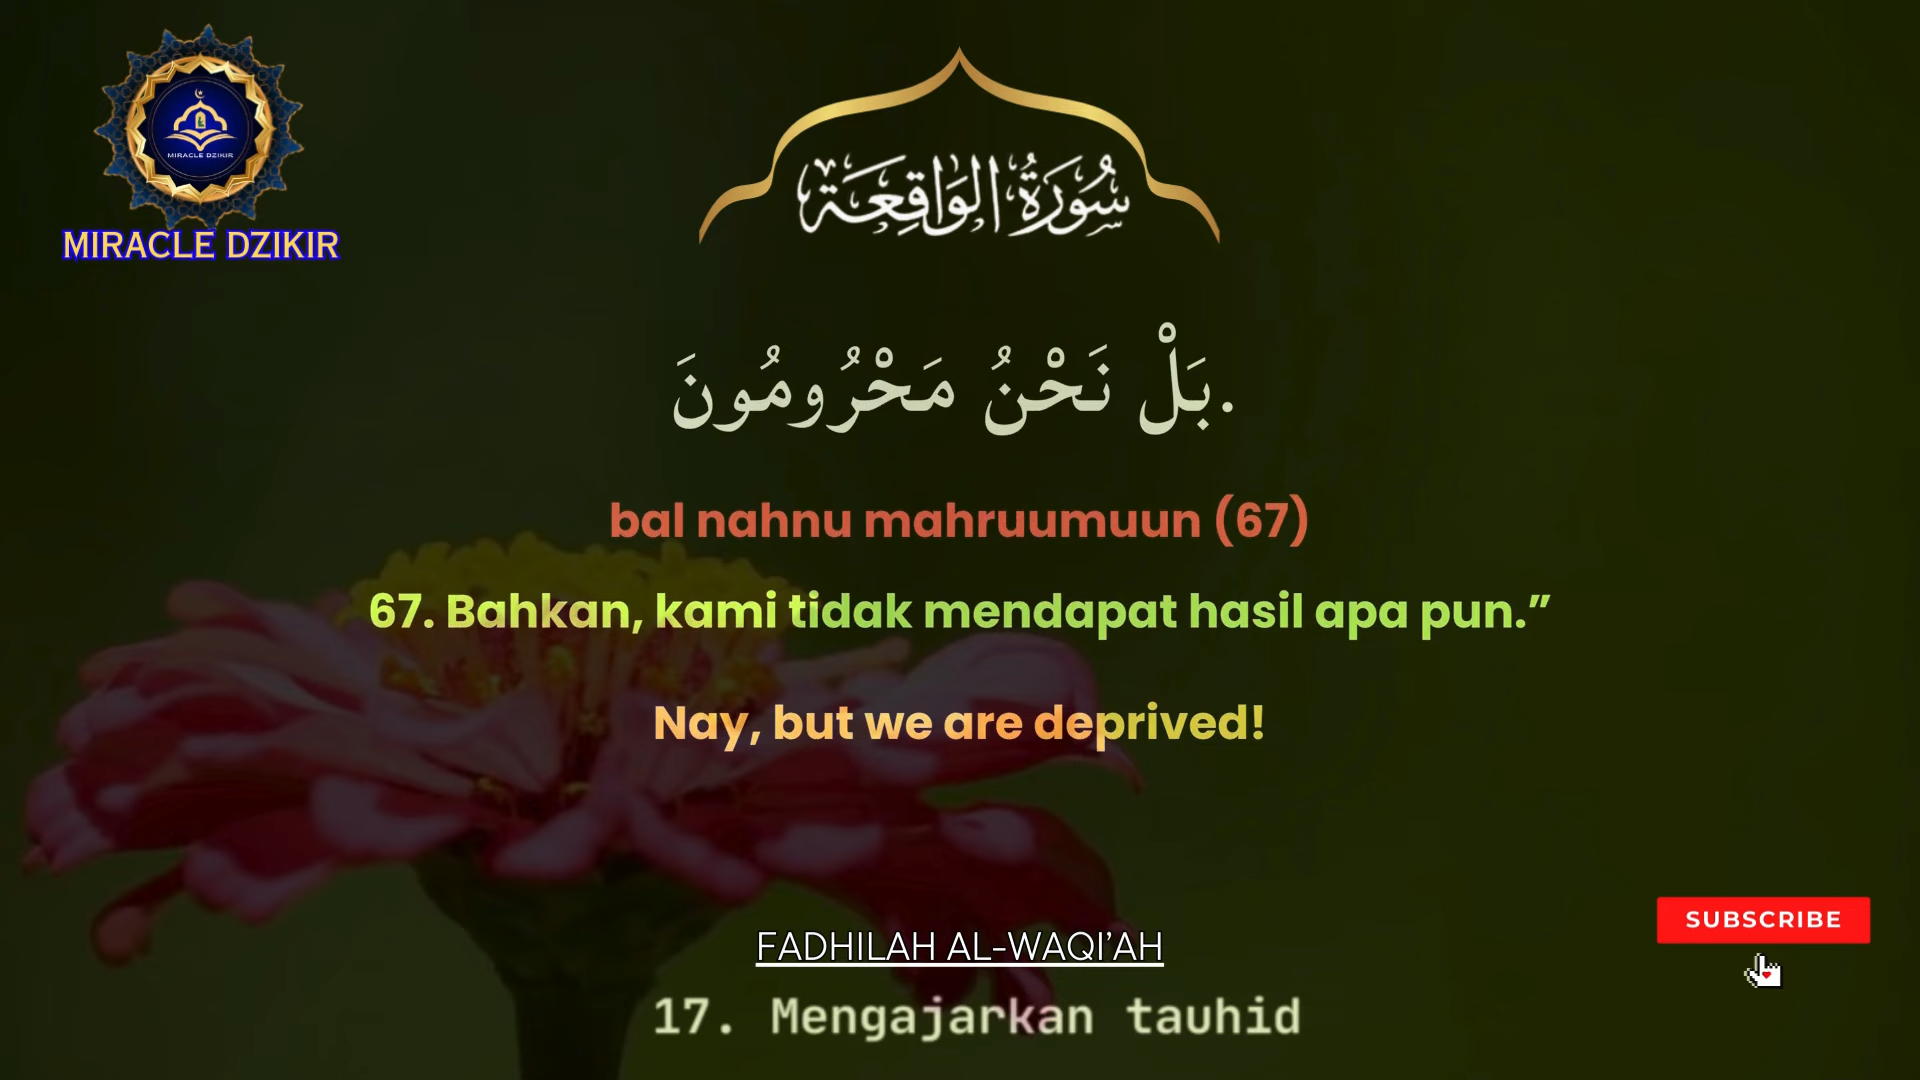 MIRACLE DZIKIR
MIRACLE DZIKIR
سُورَةُ الوَاقِعَة
بَلْ نَحْنُ مَحْرُومُونَ.
bal nahnu mahruumuun (67)
67. Bahkan, kami tidak mendapat hasil apa pun.”
Nay, but we are deprived!
SUBSCRIBE
FADHILAH AL-WAQI’AH
17. Mengajarkan tauhid